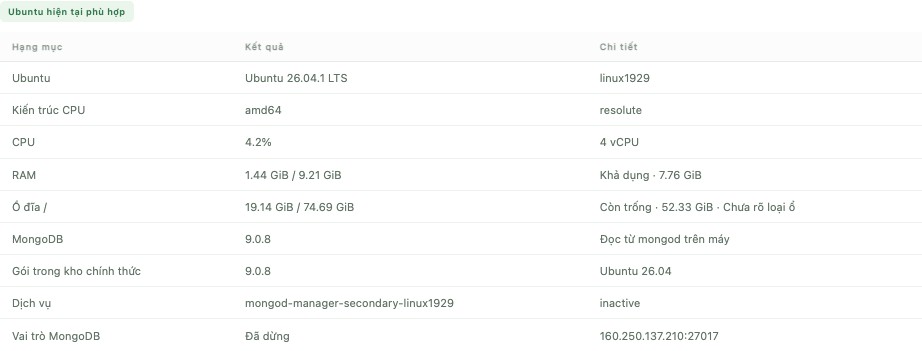 Ubuntu hiện tại phù hợp
Hạng mục Kết quả Chi tiết
Ubuntu Ubuntu 26.04.1 LTS linux1929
Kiến trúc CPU amd64 resolute
CPU 4.2% 4 vCPU
RAM 1.44 GiB / 9.21 GiB Khả dụng · 7.76 GiB
Ổ đĩa / 19.14 GiB / 74.69 GiB Còn trống · 52.33 GiB · Chưa rõ loại ổ
MongoDB 9.0.8 Đọc từ mongod trên máy
Gói trong kho chính thức 9.0.8 Ubuntu 26.04
Dịch vụ mongod-manager-secondary-linux1929 inactive
Vai trò MongoDB Đã dừng 160.250.137.210:27017